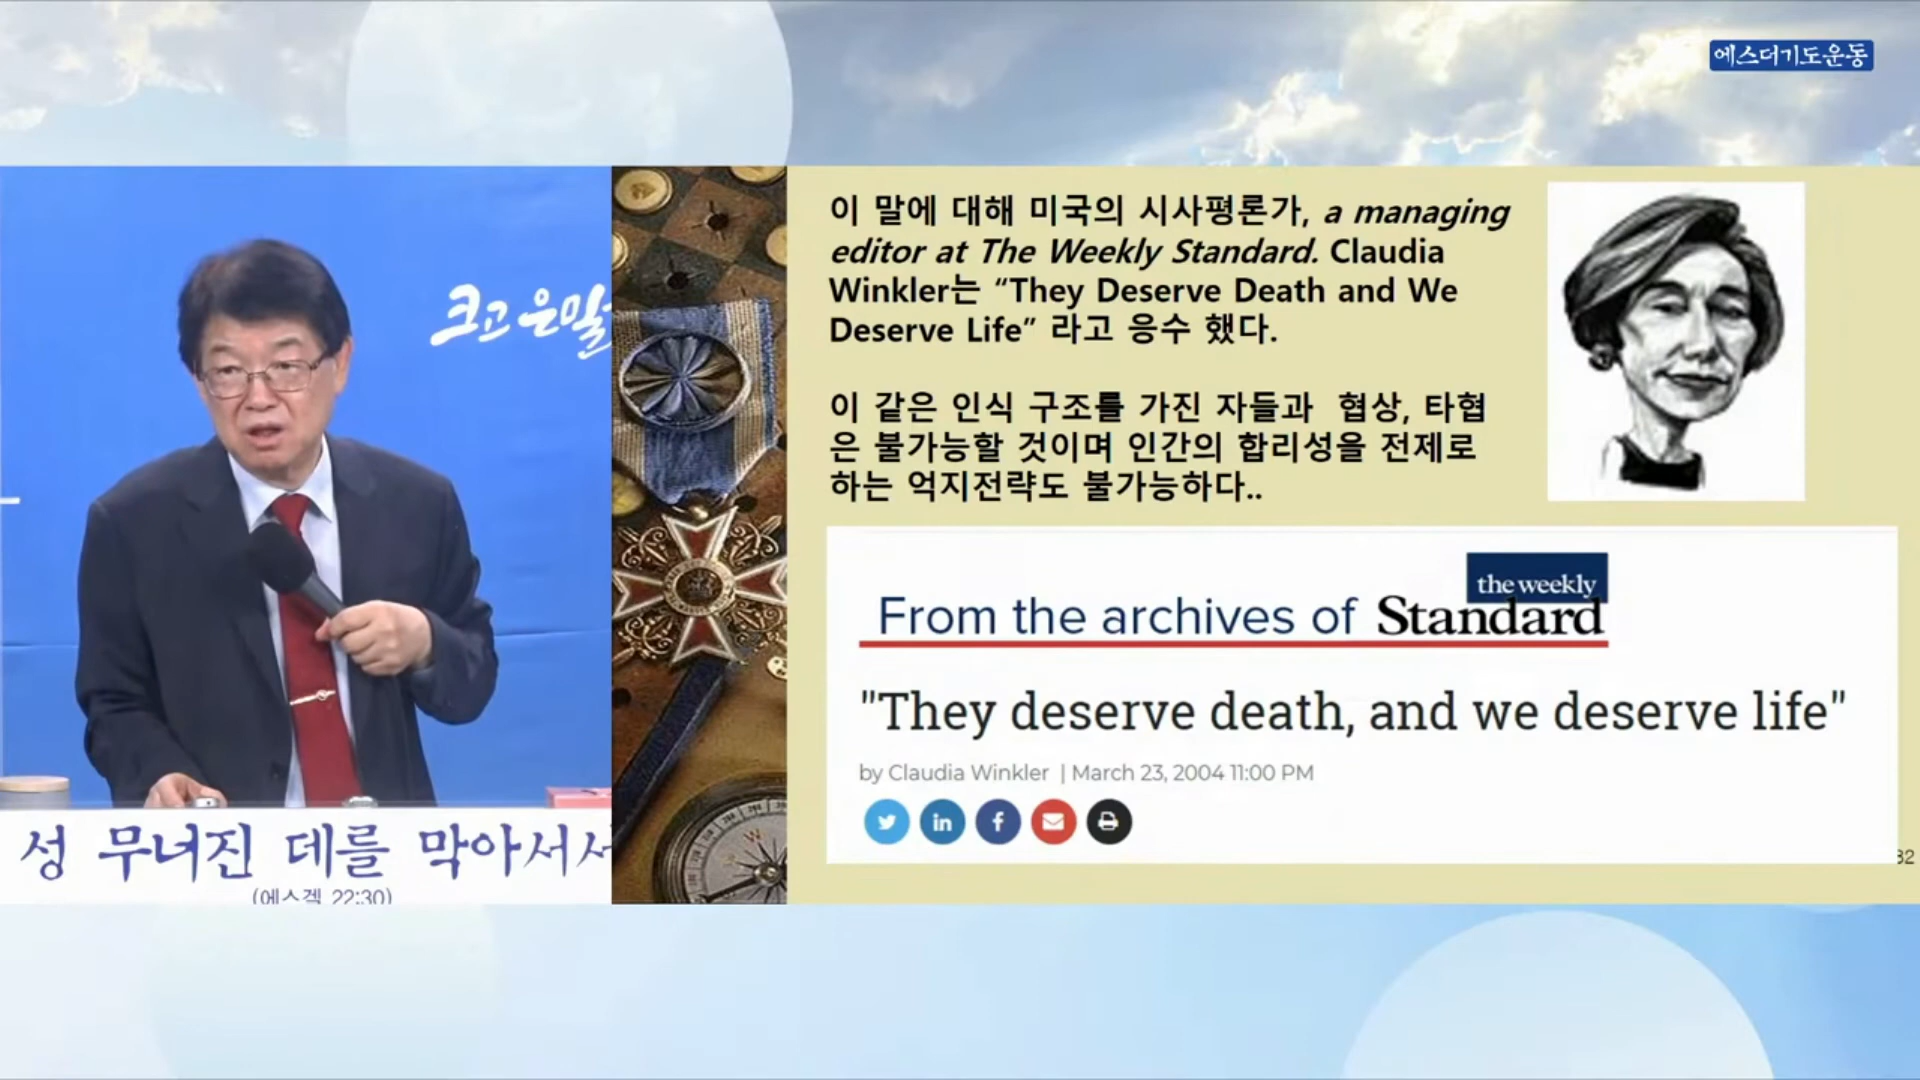 에스더기도운동
크고 은밀
성 무너진 데를 막아서서
(에스겔 22:30)
이 말에 대해 미국의 시사평론가, a managing
editor at The Weekly Standard. Claudia
Winkler는 “They Deserve Death and We
Deserve Life” 라고 응수 했다.
이 같은 인식 구조를 가진 자들과 협상, 타협
은 불가능할 것이며 인간의 합리성을 전제로
하는 억지전략도 불가능하다..
From the archives of the weekly Standard
"They deserve death, and we deserve life"
by Claudia Winkler | March 23, 2004 11:00 PM
32